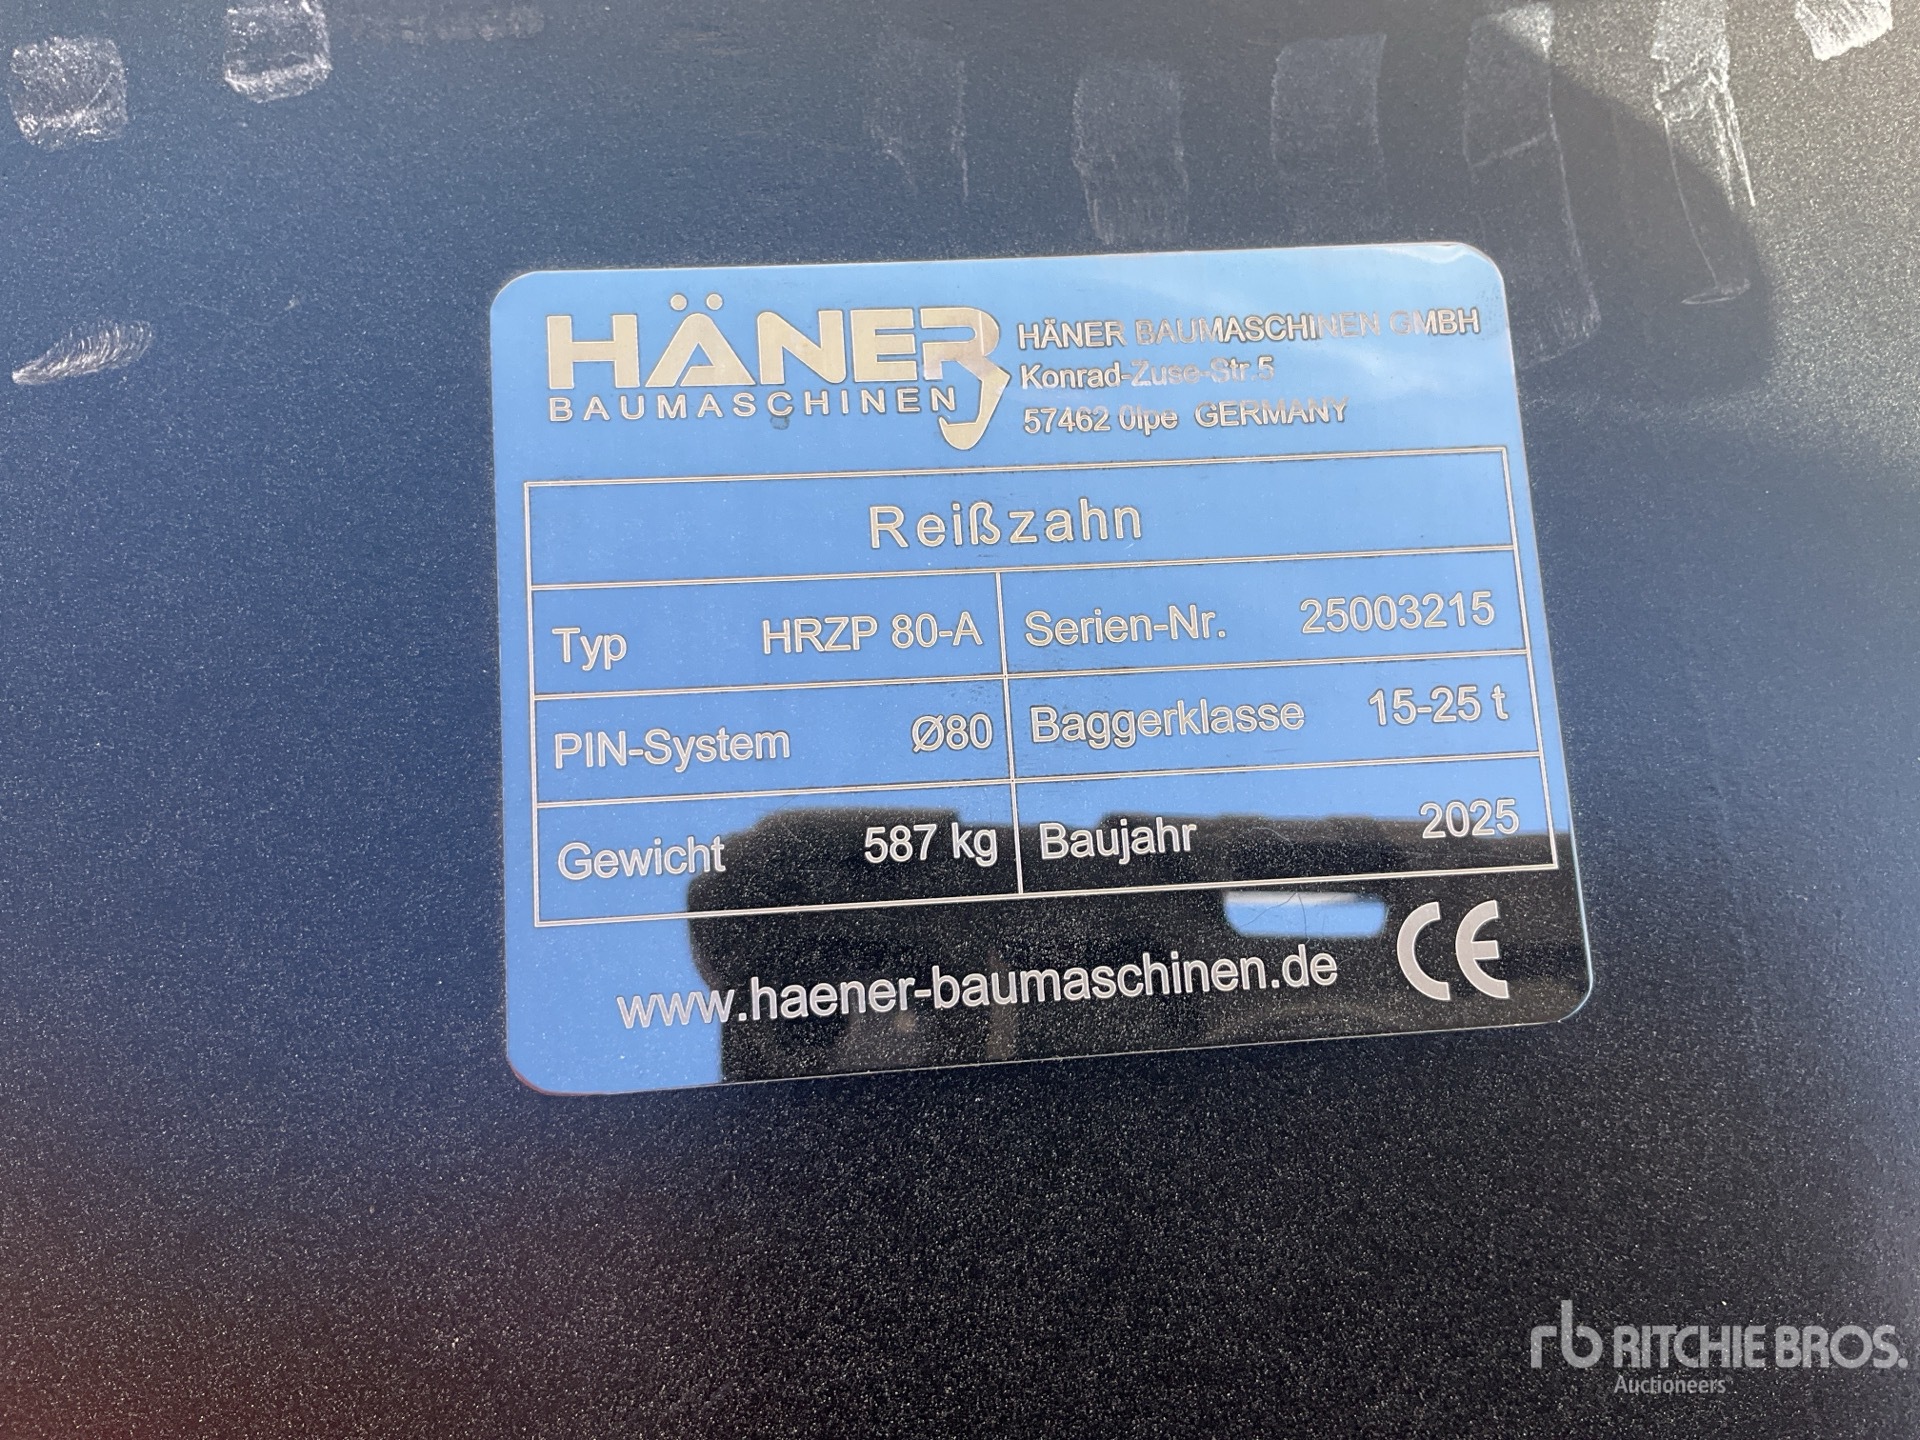 HÄNER
BAUMASCHINEN
HÄNER BAUMASCHINEN GMBH
Konrad-Zuse-Str.5
57462 Olpe GERMANY
Reißzahn
Typ HRZP 80-A Serien-Nr. 25003215
PIN-System Ø80 Baggerklasse 15-25 t
Gewicht 587 kg Baujahr 2025
www.haener-baumaschinen.de CE
rb RITCHIE BROS.
Auctioneers